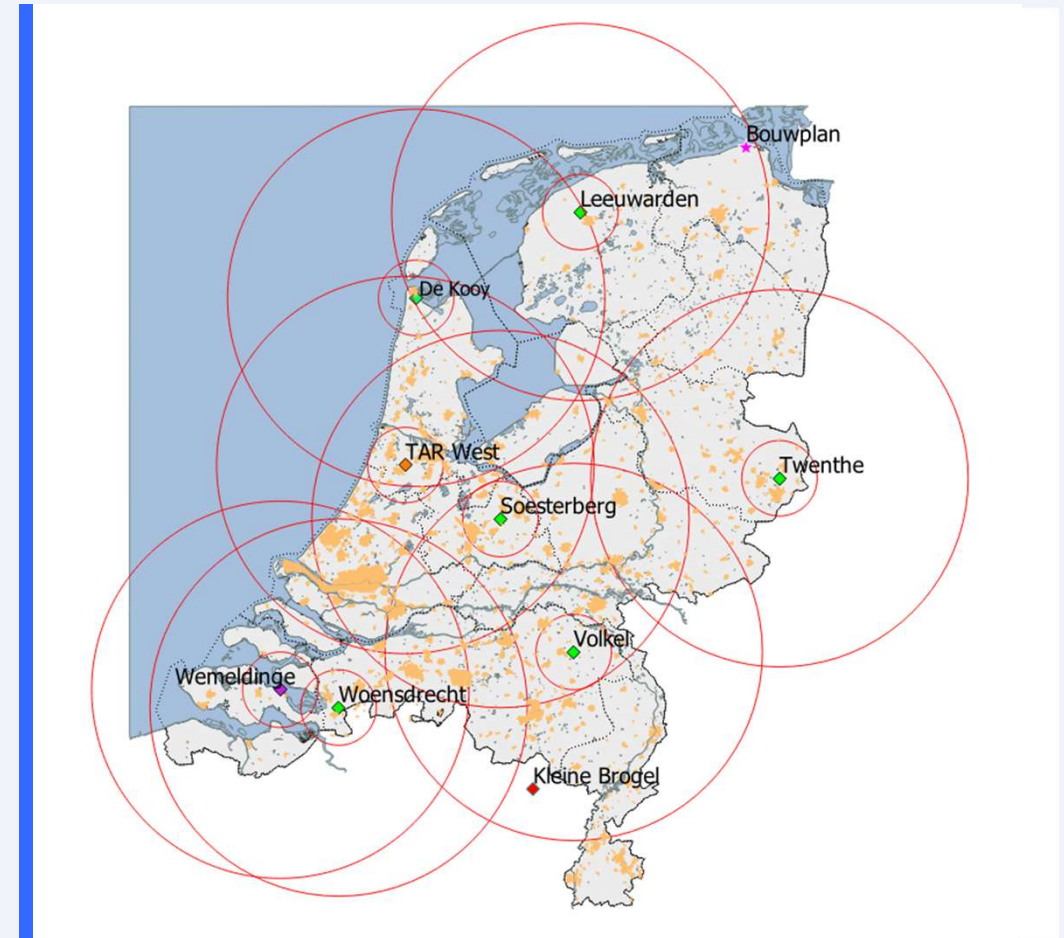 Bouwplan
Leeuwarden
De Kooy
TAR West
Twenthe
Soesterberg
Volkel
Wemeldinge
Woensdrecht
Kleine Brogel